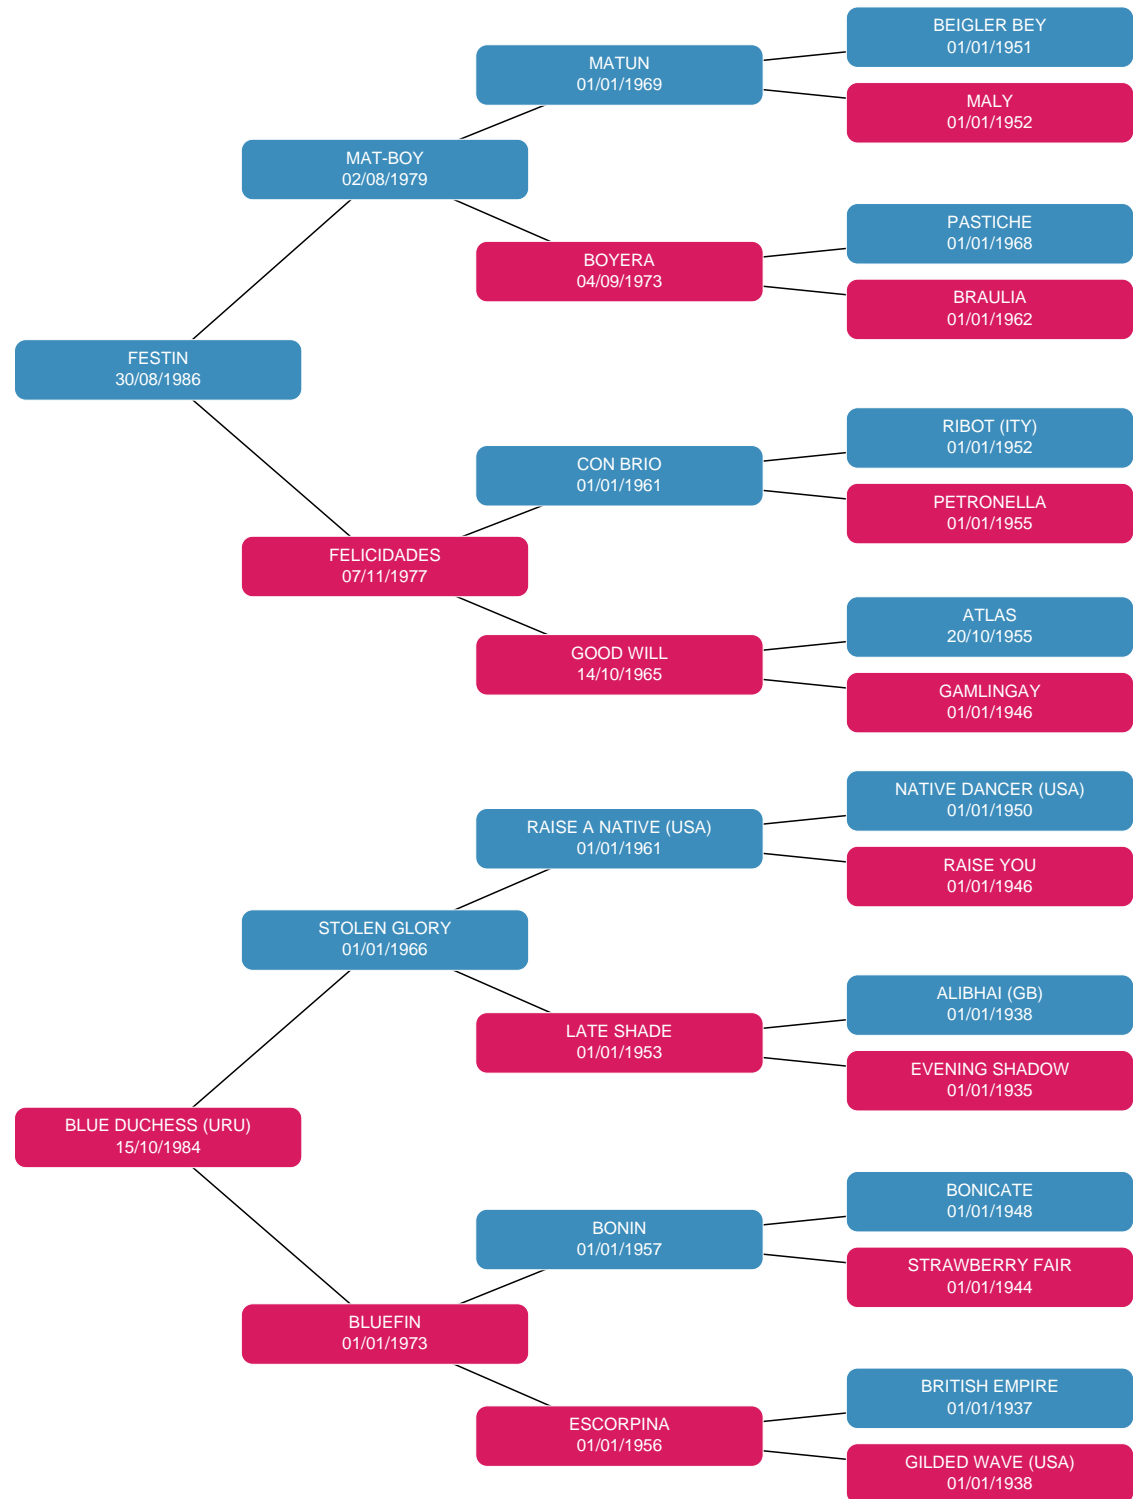 BEIGLER BEY
01/01/1951
MATUN
01/01/1969
MALY
01/01/1952
MAT-BOY
02/08/1979
PASTICHE
01/01/1968
BOYERA
04/09/1973
BRAULIA
01/01/1962
FESTIN
30/08/1986
RIBOT (ITY)
01/01/1952
CON BRIO
01/01/1961
PETRONELLA
01/01/1955
FELICIDADES
07/11/1977
ATLAS
20/10/1955
GOOD WILL
14/10/1965
GAMLINGAY
01/01/1946
NATIVE DANCER (USA)
01/01/1950
RAISE A NATIVE (USA)
01/01/1961
RAISE YOU
01/01/1946
STOLEN GLORY
01/01/1966
ALIBHAI (GB)
01/01/1938
LATE SHADE
01/01/1953
EVENING SHADOW
01/01/1935
BLUE DUCHESS (URU)
15/10/1984
BONICATE
01/01/1948
BONIN
01/01/1957
STRAWBERRY FAIR
01/01/1944
BLUEFIN
01/01/1973
BRITISH EMPIRE
01/01/1937
ESCORPINA
01/01/1956
GILDED WAVE (USA)
01/01/1938